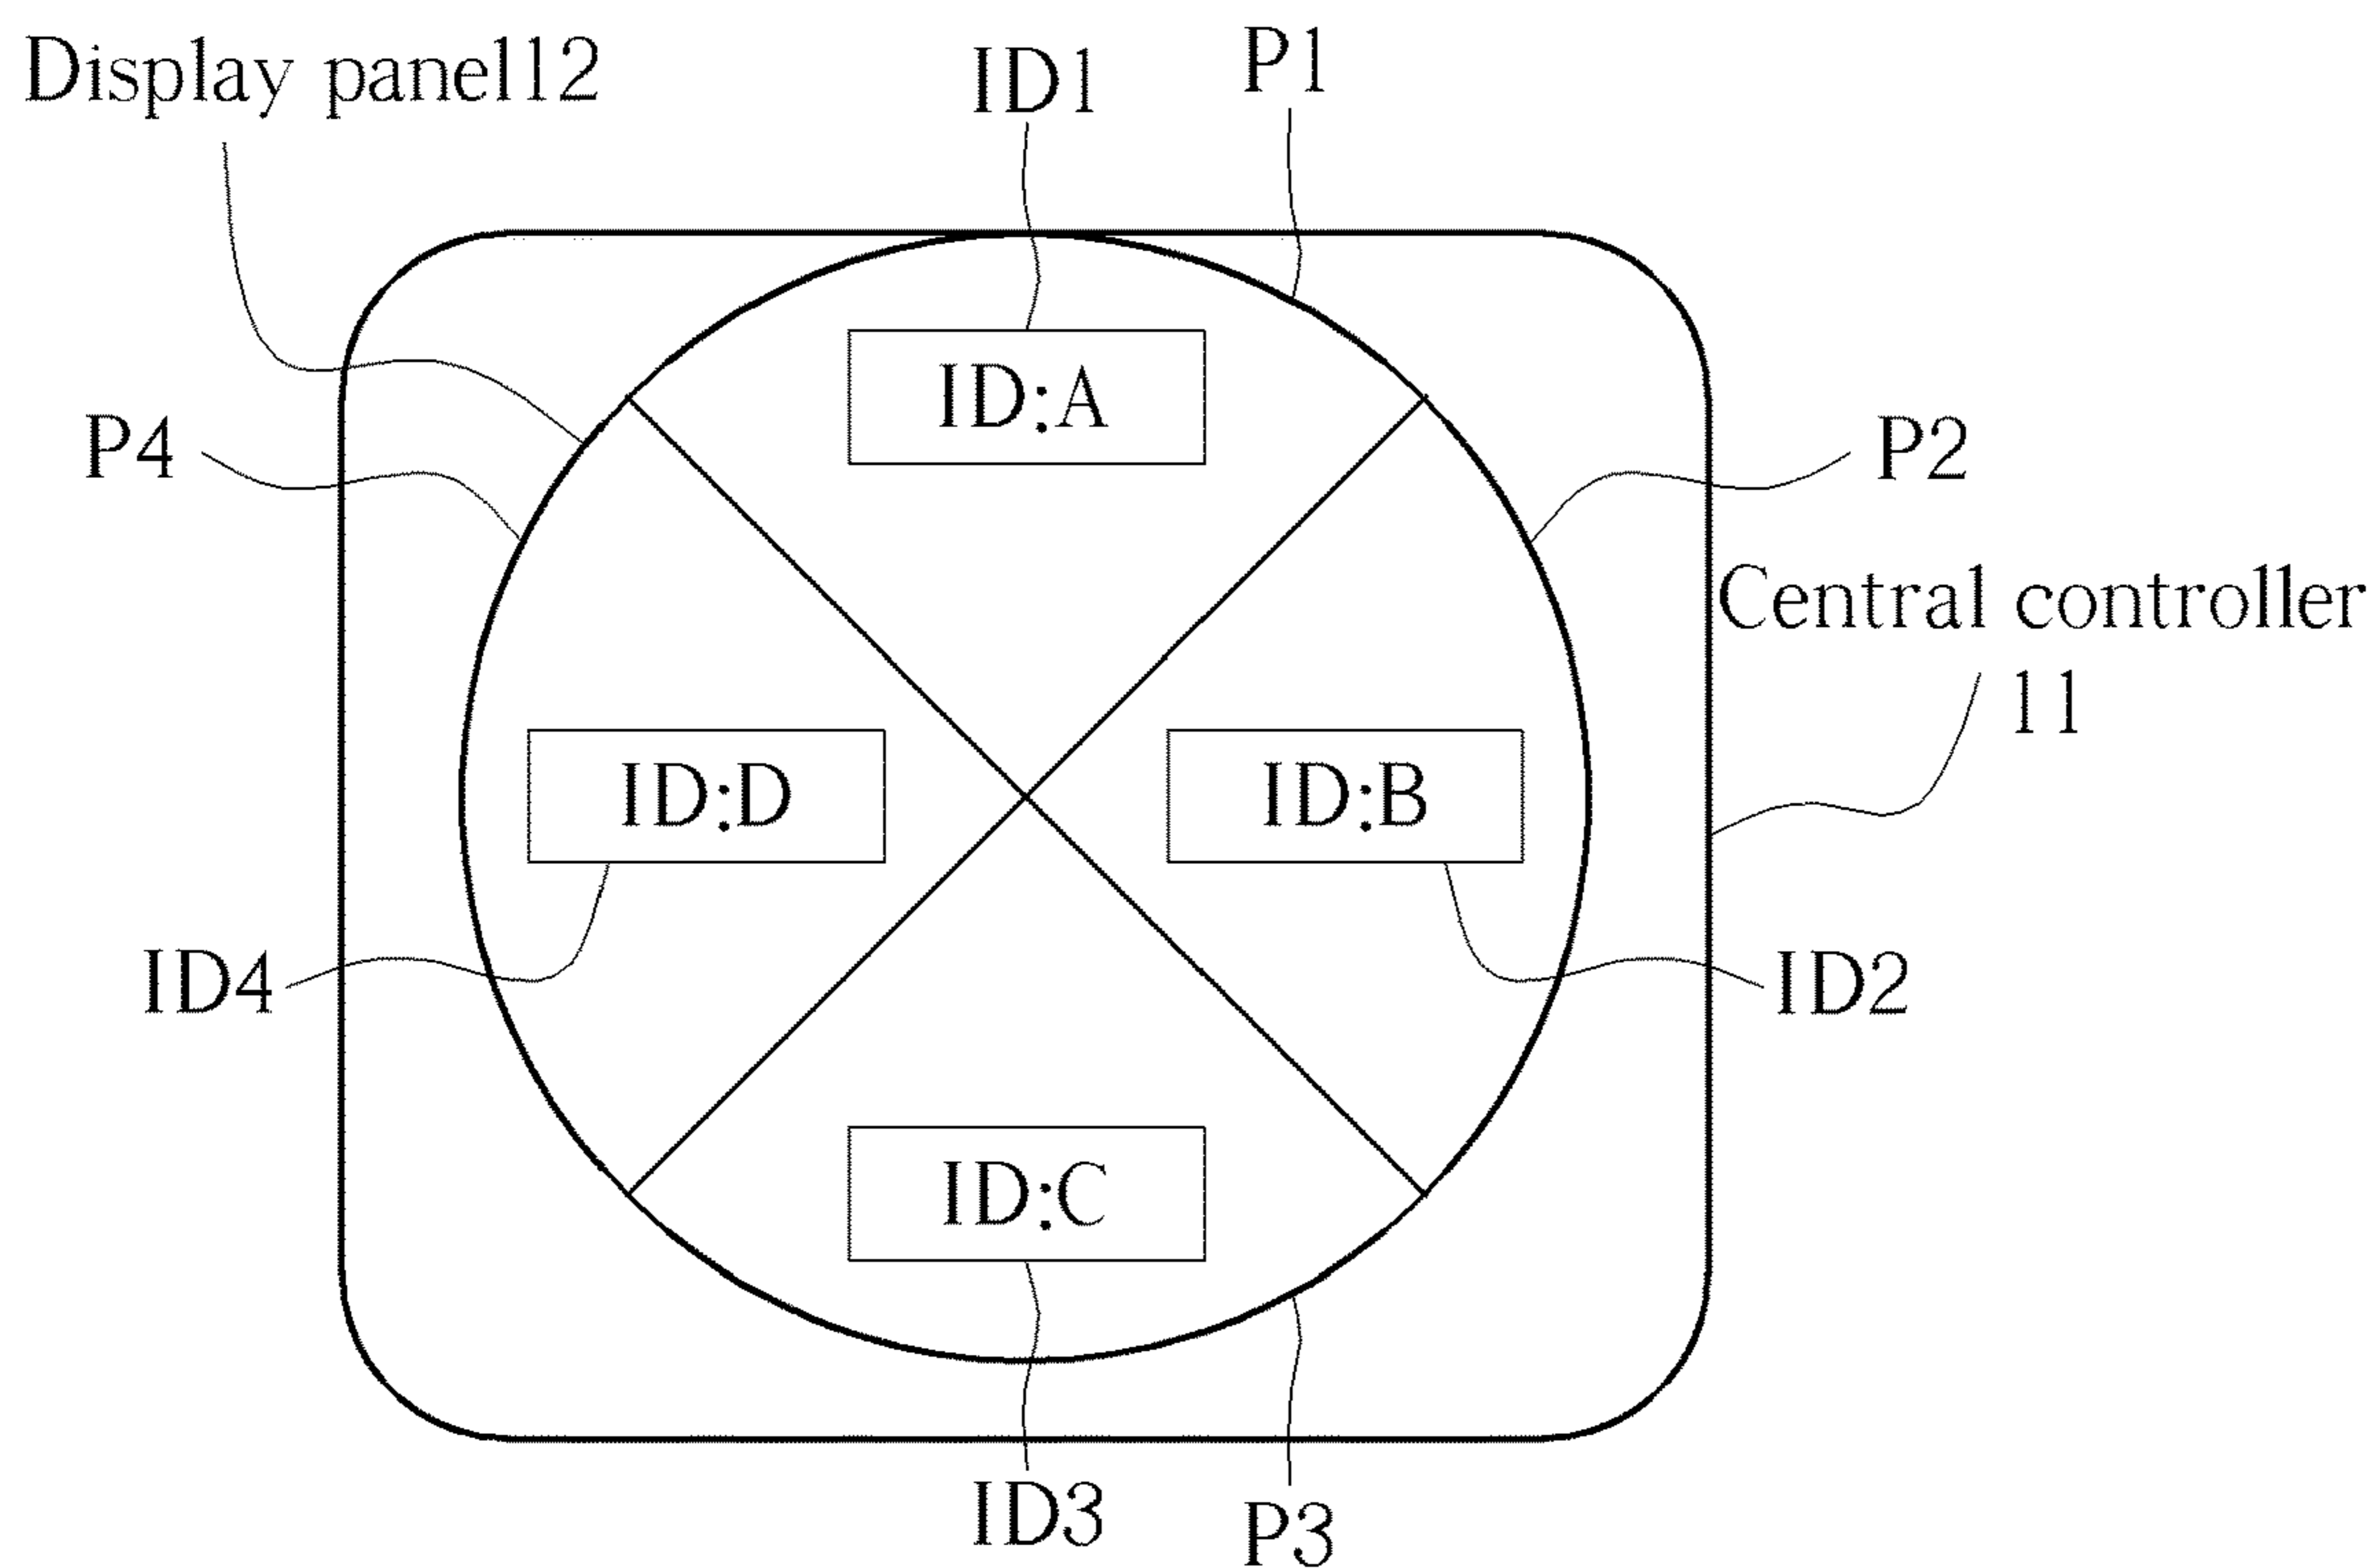 Display panel12
ID1
P1
ID:A
P4
P2
Central controller
11
ID:D
ID:B
ID4
ID2
ID:C
ID3
P3